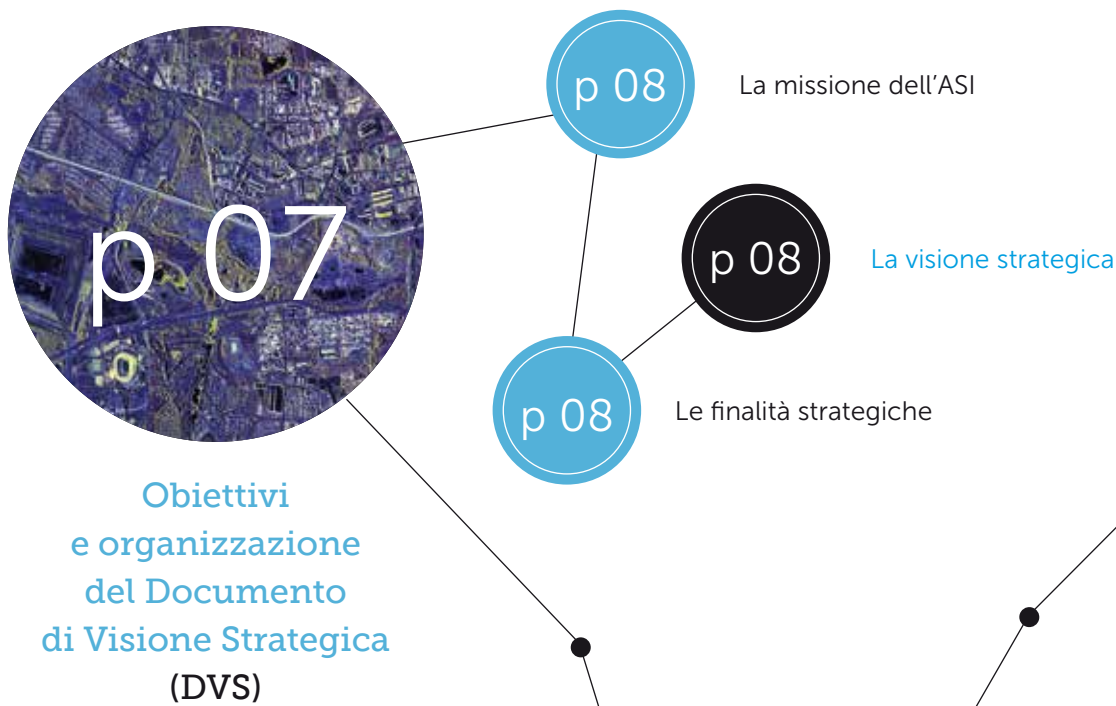 p 07
Obiettivi
e organizzazione
del Documento
di Visione Strategica
(DVS)
p 08
La missione dell’ASI
p 08
La visione strategica
p 08
Le finalità strategiche